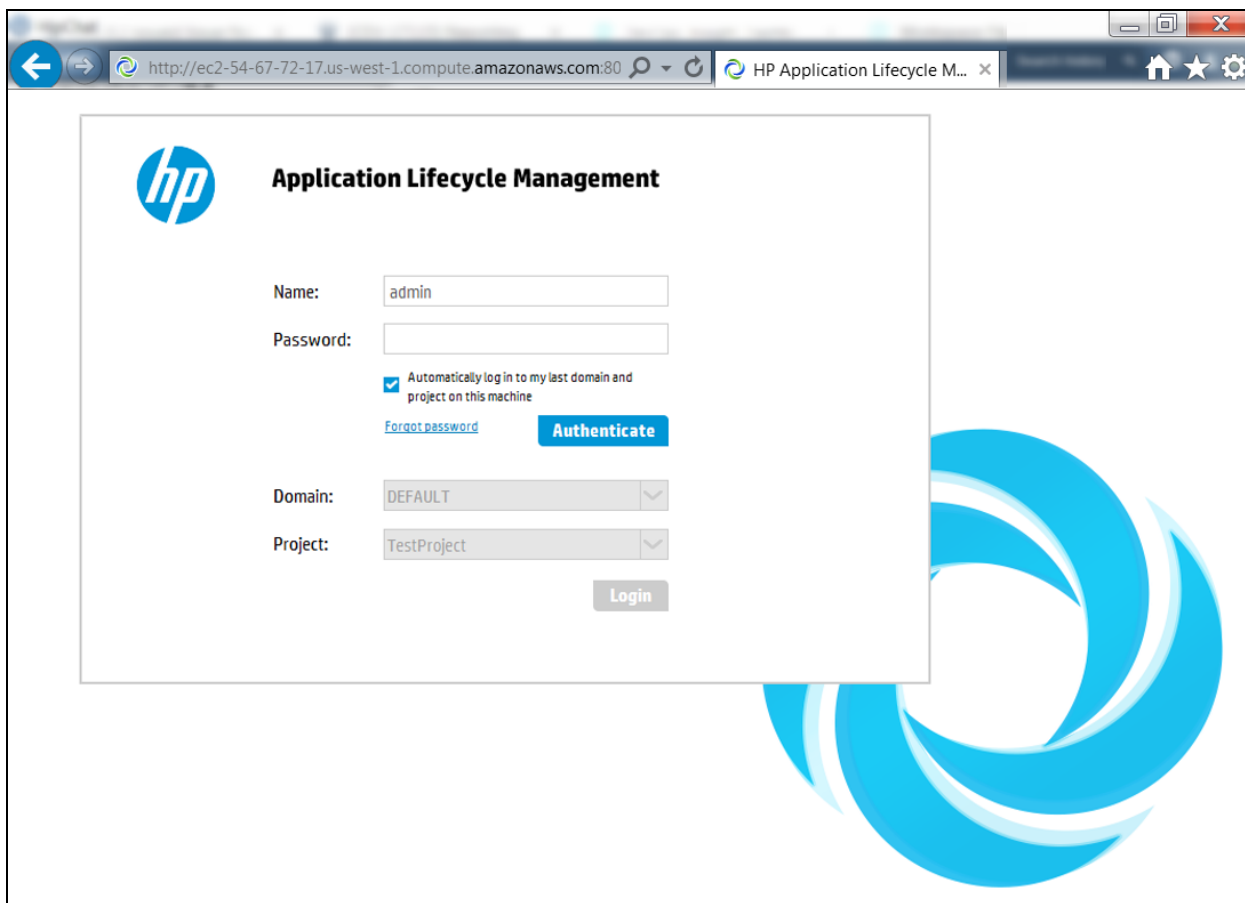 http://ec2-54-67-72-17.us-west-1.compute.amazonaws.com:80
HP Application Lifecycle M...
hp
Application Lifecycle Management
Name:
admin
Password:
Automatically log in to my last domain and
project on this machine
Forgot password
Authenticate
Domain:
DEFAULT
Project:
TestProject
Login